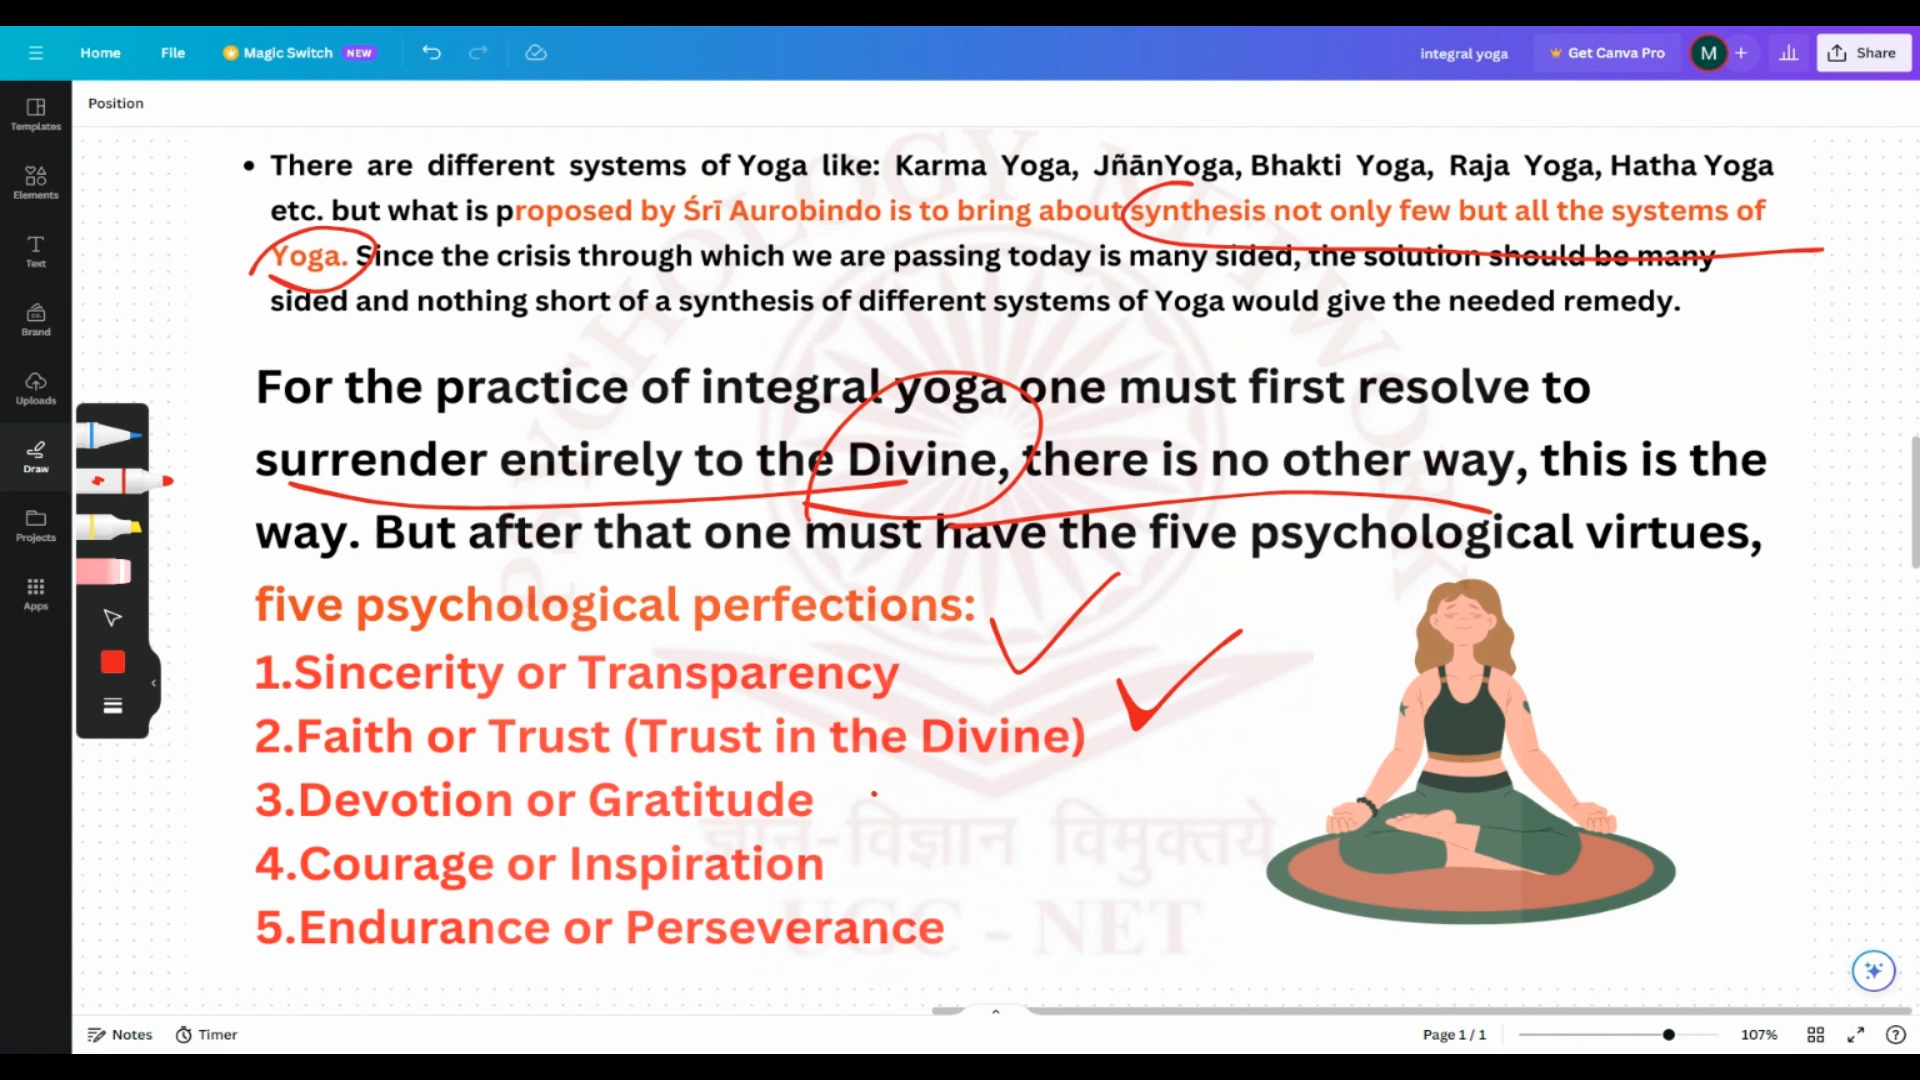 Home File Magic Switch NEW integral yoga Get Canva Pro M + Share
Templates
Elements
Text
Brand
Uploads
Draw
Projects
Apps
Position
• There are different systems of Yoga like: Karma Yoga, JñānYoga, Bhakti Yoga, Raja Yoga, Hatha Yoga
etc. but what is proposed by Śrī Aurobindo is to bring about synthesis not only few but all the systems of
Yoga. Since the crisis through which we are passing today is many sided, the solution should be many
sided and nothing short of a synthesis of different systems of Yoga would give the needed remedy.
For the practice of integral yoga one must first resolve to
surrender entirely to the Divine, there is no other way, this is the
way. But after that one must have the five psychological virtues,
five psychological perfections:
1.Sincerity or Transparency
2.Faith or Trust (Trust in the Divine)
3.Devotion or Gratitude
4.Courage or Inspiration
5.Endurance or Perseverance
PSYCHOLOGY NETWORK
ज्ञान-विज्ञान विमुक्तये
UGC - NET
Notes Timer Page 1 / 1 107%